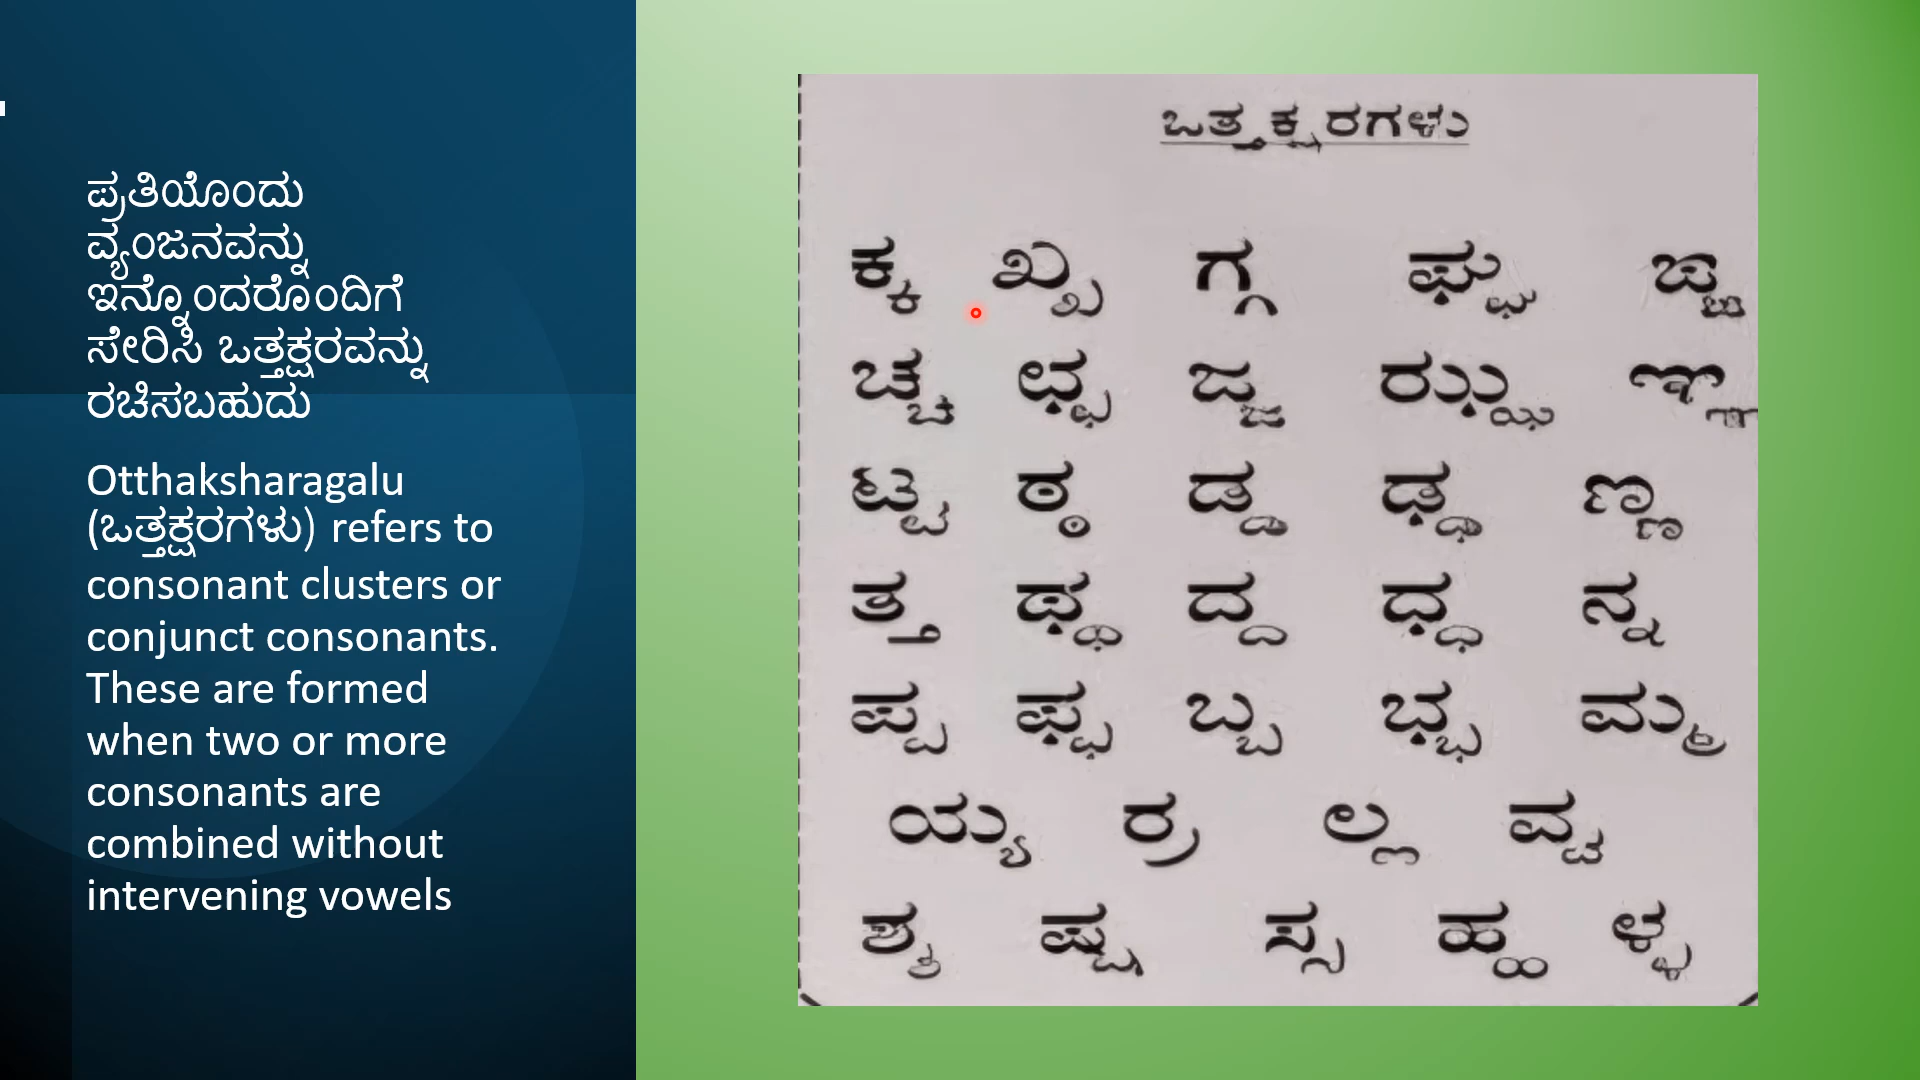 ಪ್ರತಿಯೊಂದು
ವ್ಯಂಜನವನ್ನು
ಇನ್ನೊಂದರೊಂದಿಗೆ
ಸೇರಿಸಿ ಒತ್ತಕ್ಷರವನ್ನು
ರಚಿಸಬಹುದು
Otthaksharagalu
(ಒತ್ತಕ್ಷರಗಳು) refers to
consonant clusters or
conjunct consonants.
These are formed
when two or more
consonants are
combined without
intervening vowels
ಒತ್ತಕ್ಷರಗಳು
ಕ್ಕ ಖ್ಖ ಗ್ಗ ಘ್ಘ ಙ್ಙ
ಚ್ಚ ಛ್ಛ ಜ್ಜ ಝ್ಝ ಞ್ಞ
ಟ್ಟ ಠ್ಠ ಡ್ಡ ಢ್ಢ ಣ್ಣ
ತ್ತ ಥ್ಥ ದ್ದ ಧ್ಧ ನ್ನ
ಪ್ಪ ಫ್ಫ ಬ್ಬ ಭ್ಭ ಮ್ಮ
ಯ್ಯ ರ್ರ ಲ್ಲ ವ್ವ
ಶ್ಶ ಷ್ಷ ಸ್ಸ ಹ್ಹ ಳ್ಳ